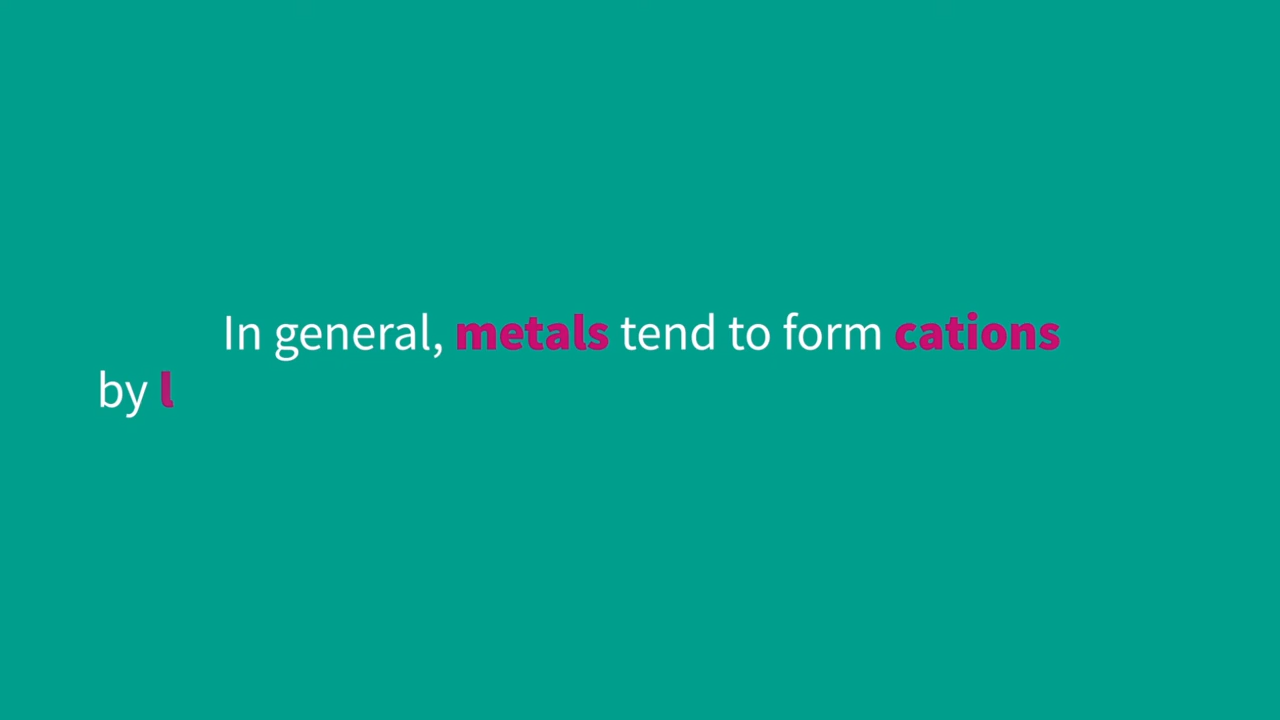 In general, metals tend to form cations
by l